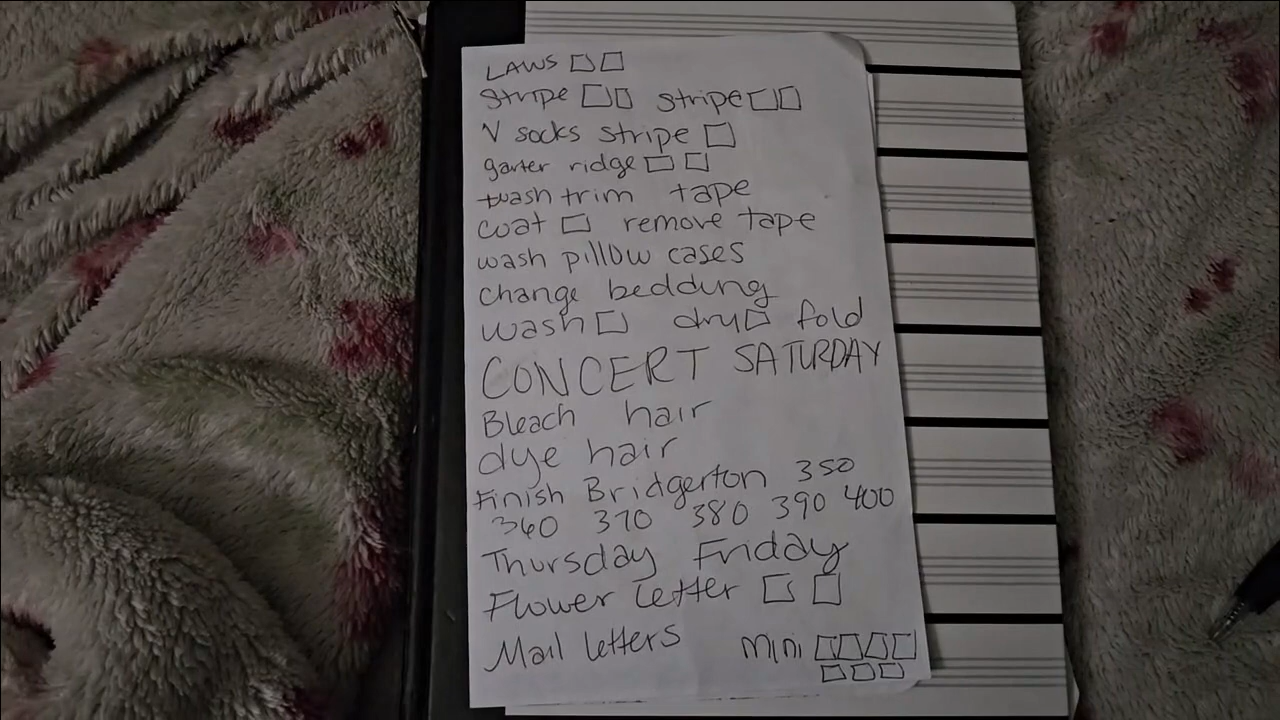 LAWS □ □
Stripe □ □ stripe □ □
V socks stripe □
garter ridge □ □
wash trim tape
coat □ remove tape
wash pillow cases
change bedding
wash □ dry □ fold
CONCERT SATURDAY
Bleach hair
dye hair
Finish Bridgerton 350
360 370 380 390 400
Thursday Friday
Flower letter □ □
Mail letters mini □ □ □ □
□ □ □